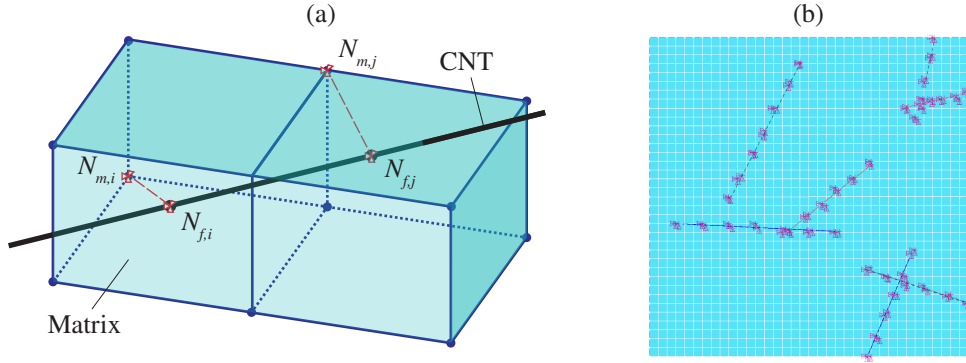 (a)
(b)
N_{m,j}
CNT
N_{m,i}
N_{f,j}
N_{f,i}
Matrix